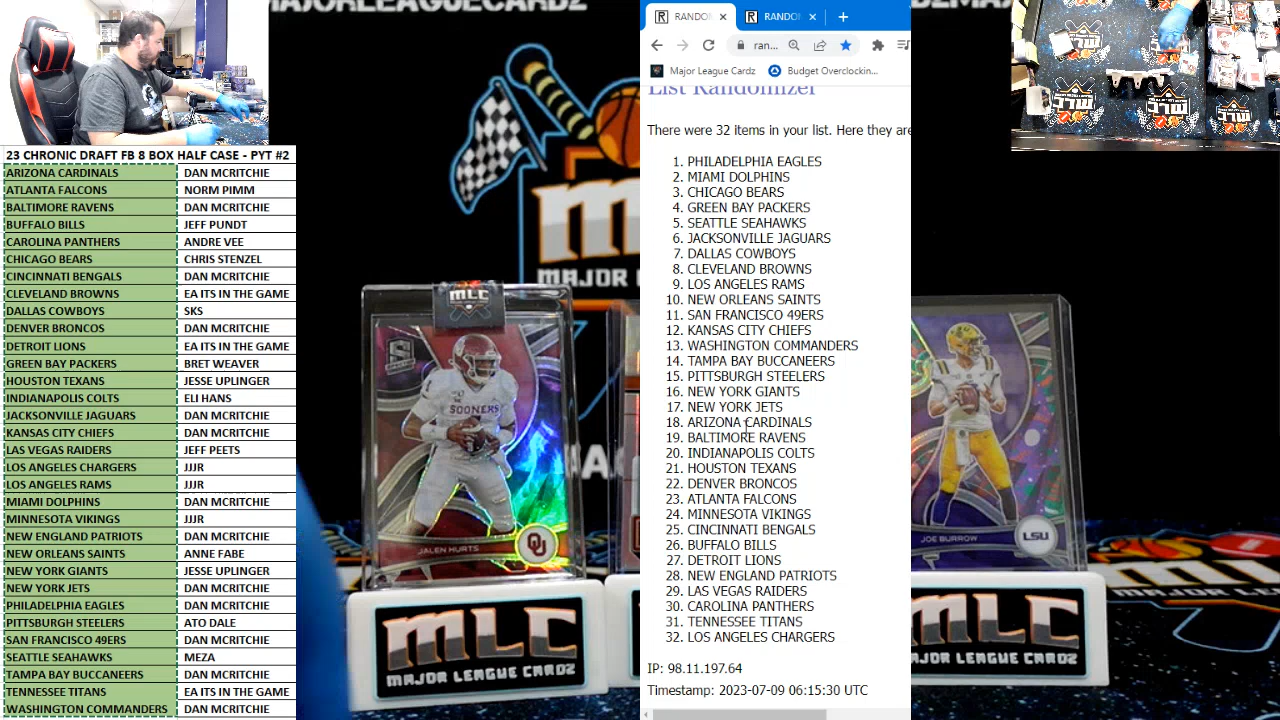 MAJORLEAGUECARDZ
23 CHRONIC DRAFT FB 8 BOX HALF CASE - PYT #2
ARIZONA CARDINALS DAN MCRITCHIE
ATLANTA FALCONS NORM PIMM
BALTIMORE RAVENS DAN MCRITCHIE
BUFFALO BILLS JEFF PUNDT
CAROLINA PANTHERS ANDRE VEE
CHICAGO BEARS CHRIS STENZEL
CINCINNATI BENGALS DAN MCRITCHIE
CLEVELAND BROWNS EA ITS IN THE GAME
DALLAS COWBOYS SKS
DENVER BRONCOS DAN MCRITCHIE
DETROIT LIONS EA ITS IN THE GAME
GREEN BAY PACKERS BRET WEAVER
HOUSTON TEXANS JESSE UPLINGER
INDIANAPOLIS COLTS ELI HANS
JACKSONVILLE JAGUARS DAN MCRITCHIE
KANSAS CITY CHIEFS DAN MCRITCHIE
LAS VEGAS RAIDERS JEFF PEETS
LOS ANGELES CHARGERS JJJR
LOS ANGELES RAMS JJJR
MIAMI DOLPHINS DAN MCRITCHIE
MINNESOTA VIKINGS JJJR
NEW ENGLAND PATRIOTS DAN MCRITCHIE
NEW ORLEANS SAINTS ANNE FABE
NEW YORK GIANTS JESSE UPLINGER
NEW YORK JETS DAN MCRITCHIE
PHILADELPHIA EAGLES DAN MCRITCHIE
PITTSBURGH STEELERS ATO DALE
SAN FRANCISCO 49ERS DAN MCRITCHIE
SEATTLE SEAHAWKS MEZA
TAMPA BAY BUCCANEERS DAN MCRITCHIE
TENNESSEE TITANS EA ITS IN THE GAME
WASHINGTON COMMANDERS DAN MCRITCHIE
MLC
SOONERS
JALEN HURTS
OU
MLC
MAJOR LEAGUE CARDZ
RANDO
RANDO
ran...
Major League Cardz
Budget Overclockin...
List Randomizer
There were 32 items in your list. Here they are
1. PHILADELPHIA EAGLES
2. MIAMI DOLPHINS
3. CHICAGO BEARS
4. GREEN BAY PACKERS
5. SEATTLE SEAHAWKS
6. JACKSONVILLE JAGUARS
7. DALLAS COWBOYS
8. CLEVELAND BROWNS
9. LOS ANGELES RAMS
10. NEW ORLEANS SAINTS
11. SAN FRANCISCO 49ERS
12. KANSAS CITY CHIEFS
13. WASHINGTON COMMANDERS
14. TAMPA BAY BUCCANEERS
15. PITTSBURGH STEELERS
16. NEW YORK GIANTS
17. NEW YORK JETS
18. ARIZONA CARDINALS
19. BALTIMORE RAVENS
20. INDIANAPOLIS COLTS
21. HOUSTON TEXANS
22. DENVER BRONCOS
23. ATLANTA FALCONS
24. MINNESOTA VIKINGS
25. CINCINNATI BENGALS
26. BUFFALO BILLS
27. DETROIT LIONS
28. NEW ENGLAND PATRIOTS
29. LAS VEGAS RAIDERS
30. CAROLINA PANTHERS
31. TENNESSEE TITANS
32. LOS ANGELES CHARGERS
IP: 98.11.197.64
Timestamp: 2023-07-09 06:15:30 UTC
JOE BURROW
LSU